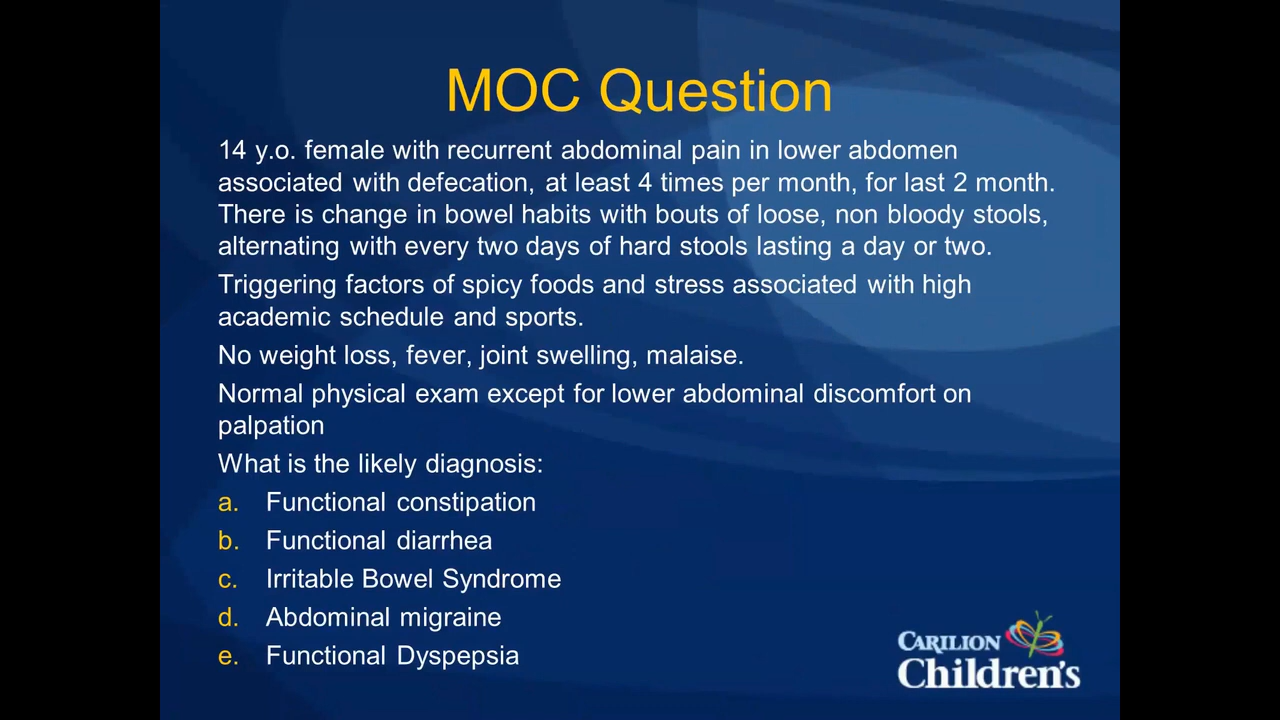 MOC Question
14 y.o. female with recurrent abdominal pain in lower abdomen
associated with defecation, at least 4 times per month, for last 2 month.
There is change in bowel habits with bouts of loose, non bloody stools,
alternating with every two days of hard stools lasting a day or two.
Triggering factors of spicy foods and stress associated with high
academic schedule and sports.
No weight loss, fever, joint swelling, malaise.
Normal physical exam except for lower abdominal discomfort on
palpation
What is the likely diagnosis:
a. Functional constipation
b. Functional diarrhea
c. Irritable Bowel Syndrome
d. Abdominal migraine
e. Functional Dyspepsia
CARILION
Children's